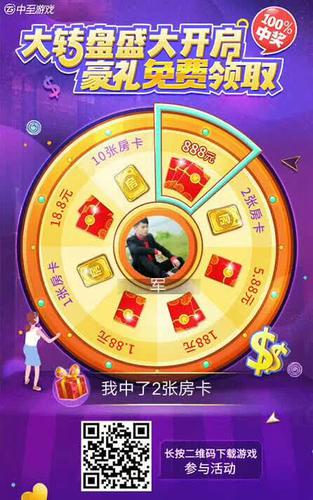 中至游戏
大转盘盛大开启
100%
中奖
豪礼免费领取
888元
2张房卡
5.88元
188元
1.88元
1张房卡
18.8元
10张房卡
军
我中了2张房卡
长按二维码下载游戏
参与活动